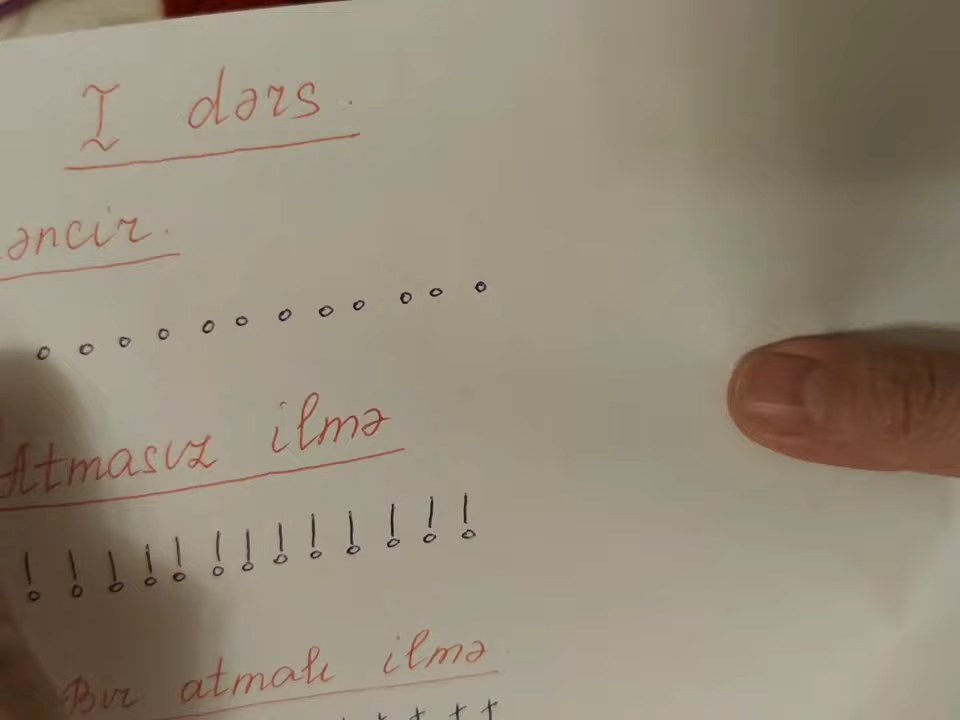 I dərs.
əncir.
Atmasız ilmə
Bir atmalı ilmə